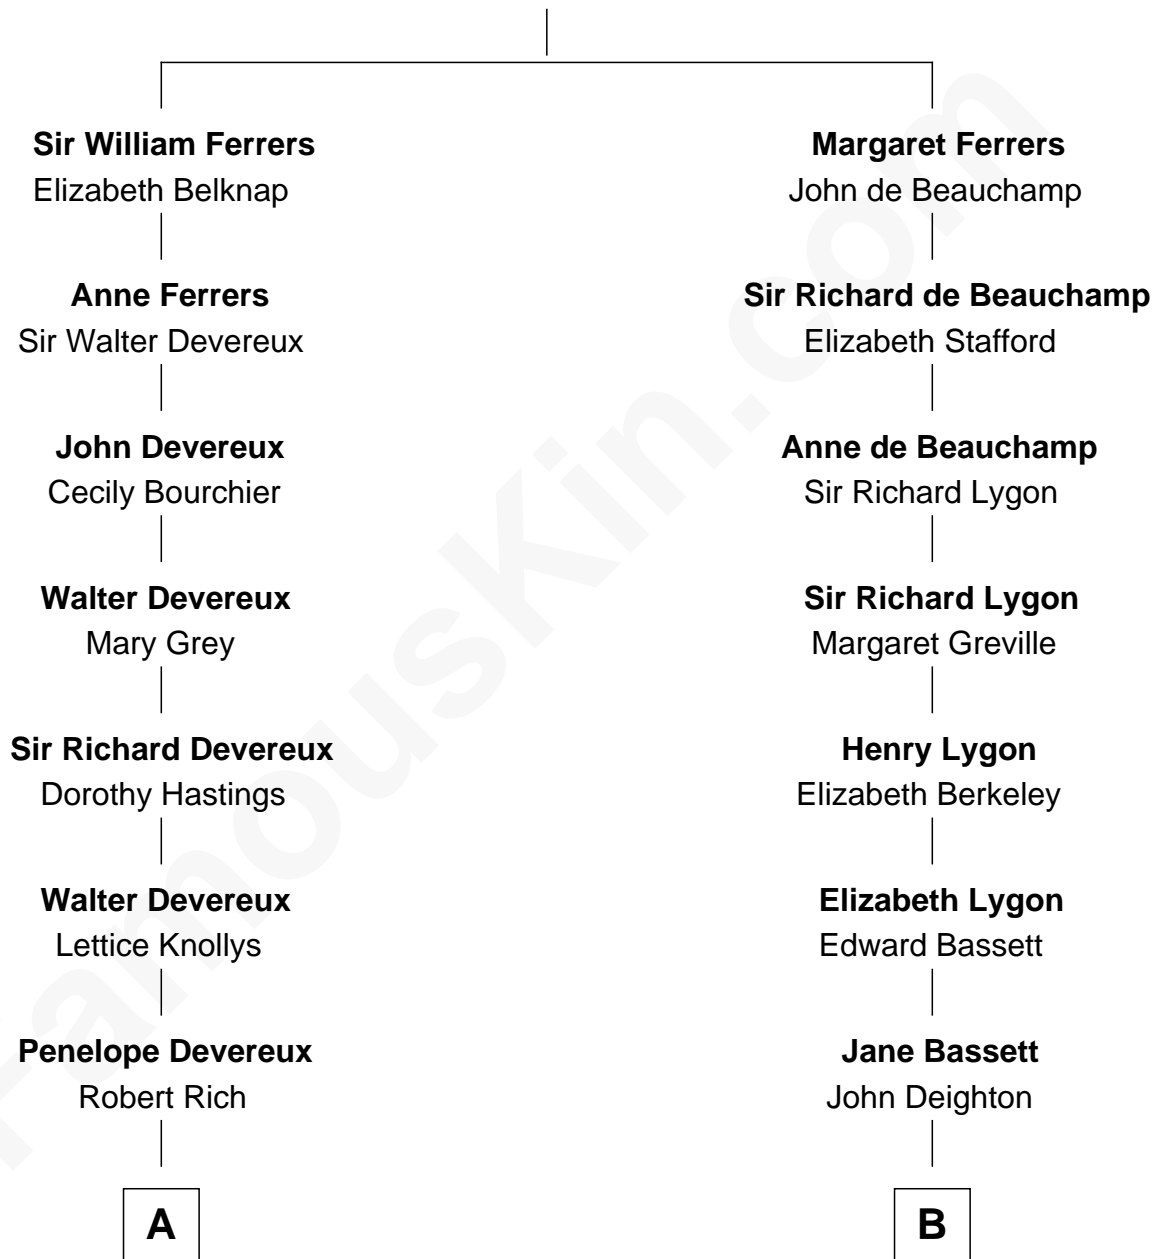 Sir William Ferrers
Elizabeth Belknap
Margaret Ferrers
John de Beauchamp
Anne Ferrers
Sir Walter Devereux
Sir Richard de Beauchamp
Elizabeth Stafford
John Devereux
Cecily Bourchier
Anne de Beauchamp
Sir Richard Lygon
Walter Devereux
Mary Grey
Sir Richard Lygon
Margaret Greville
Sir Richard Devereux
Dorothy Hastings
Henry Lygon
Elizabeth Berkeley
Walter Devereux
Lettice Knollys
Elizabeth Lygon
Edward Bassett
Penelope Devereux
Robert Rich
Jane Bassett
John Deighton
A
B
FamousKin.com